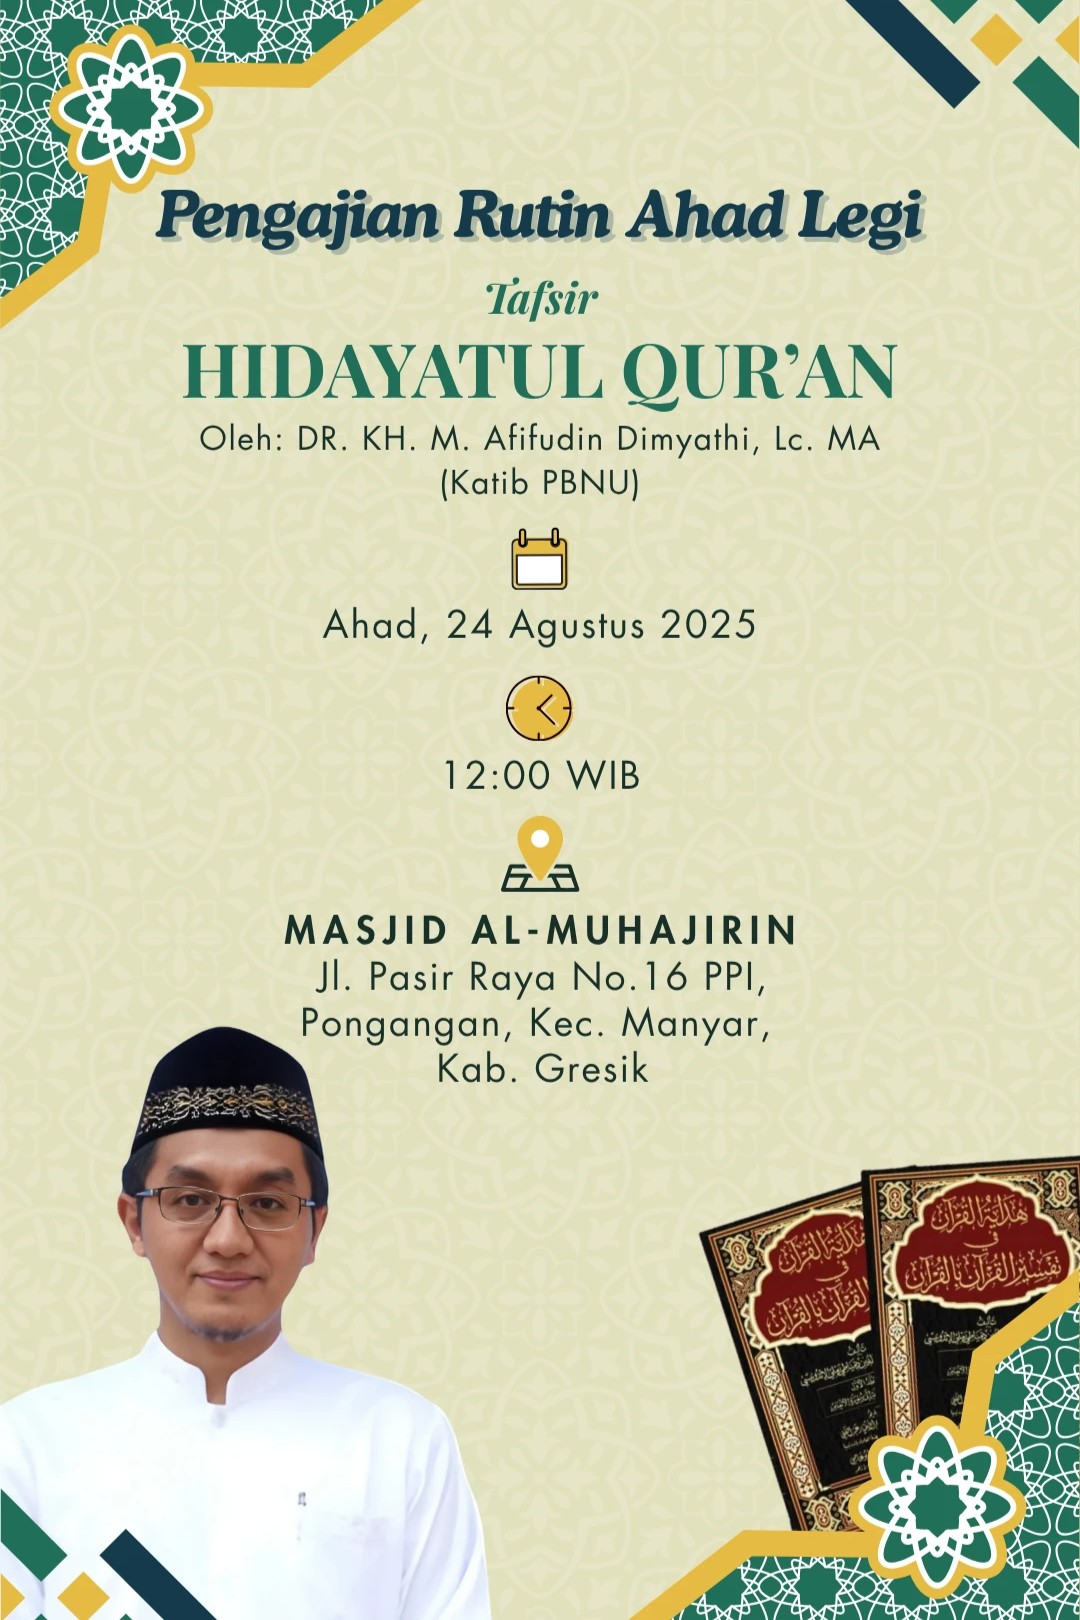 Pengajian Rutin Ahad Legi
Tafsir
HIDAYATUL QUR'AN
Oleh: DR. KH. M. Afifudin Dimyathi, Lc. MA
(Katib PBNU)
Ahad, 24 Agustus 2025
12:00 WIB
MASJID AL-MUHAJIRIN
Jl. Pasir Raya No.16 PPI,
Pongangan, Kec. Manyar,
Kab. Gresik
هداية القرآن
في
تفسير القرآن بالقرآن
تأليف